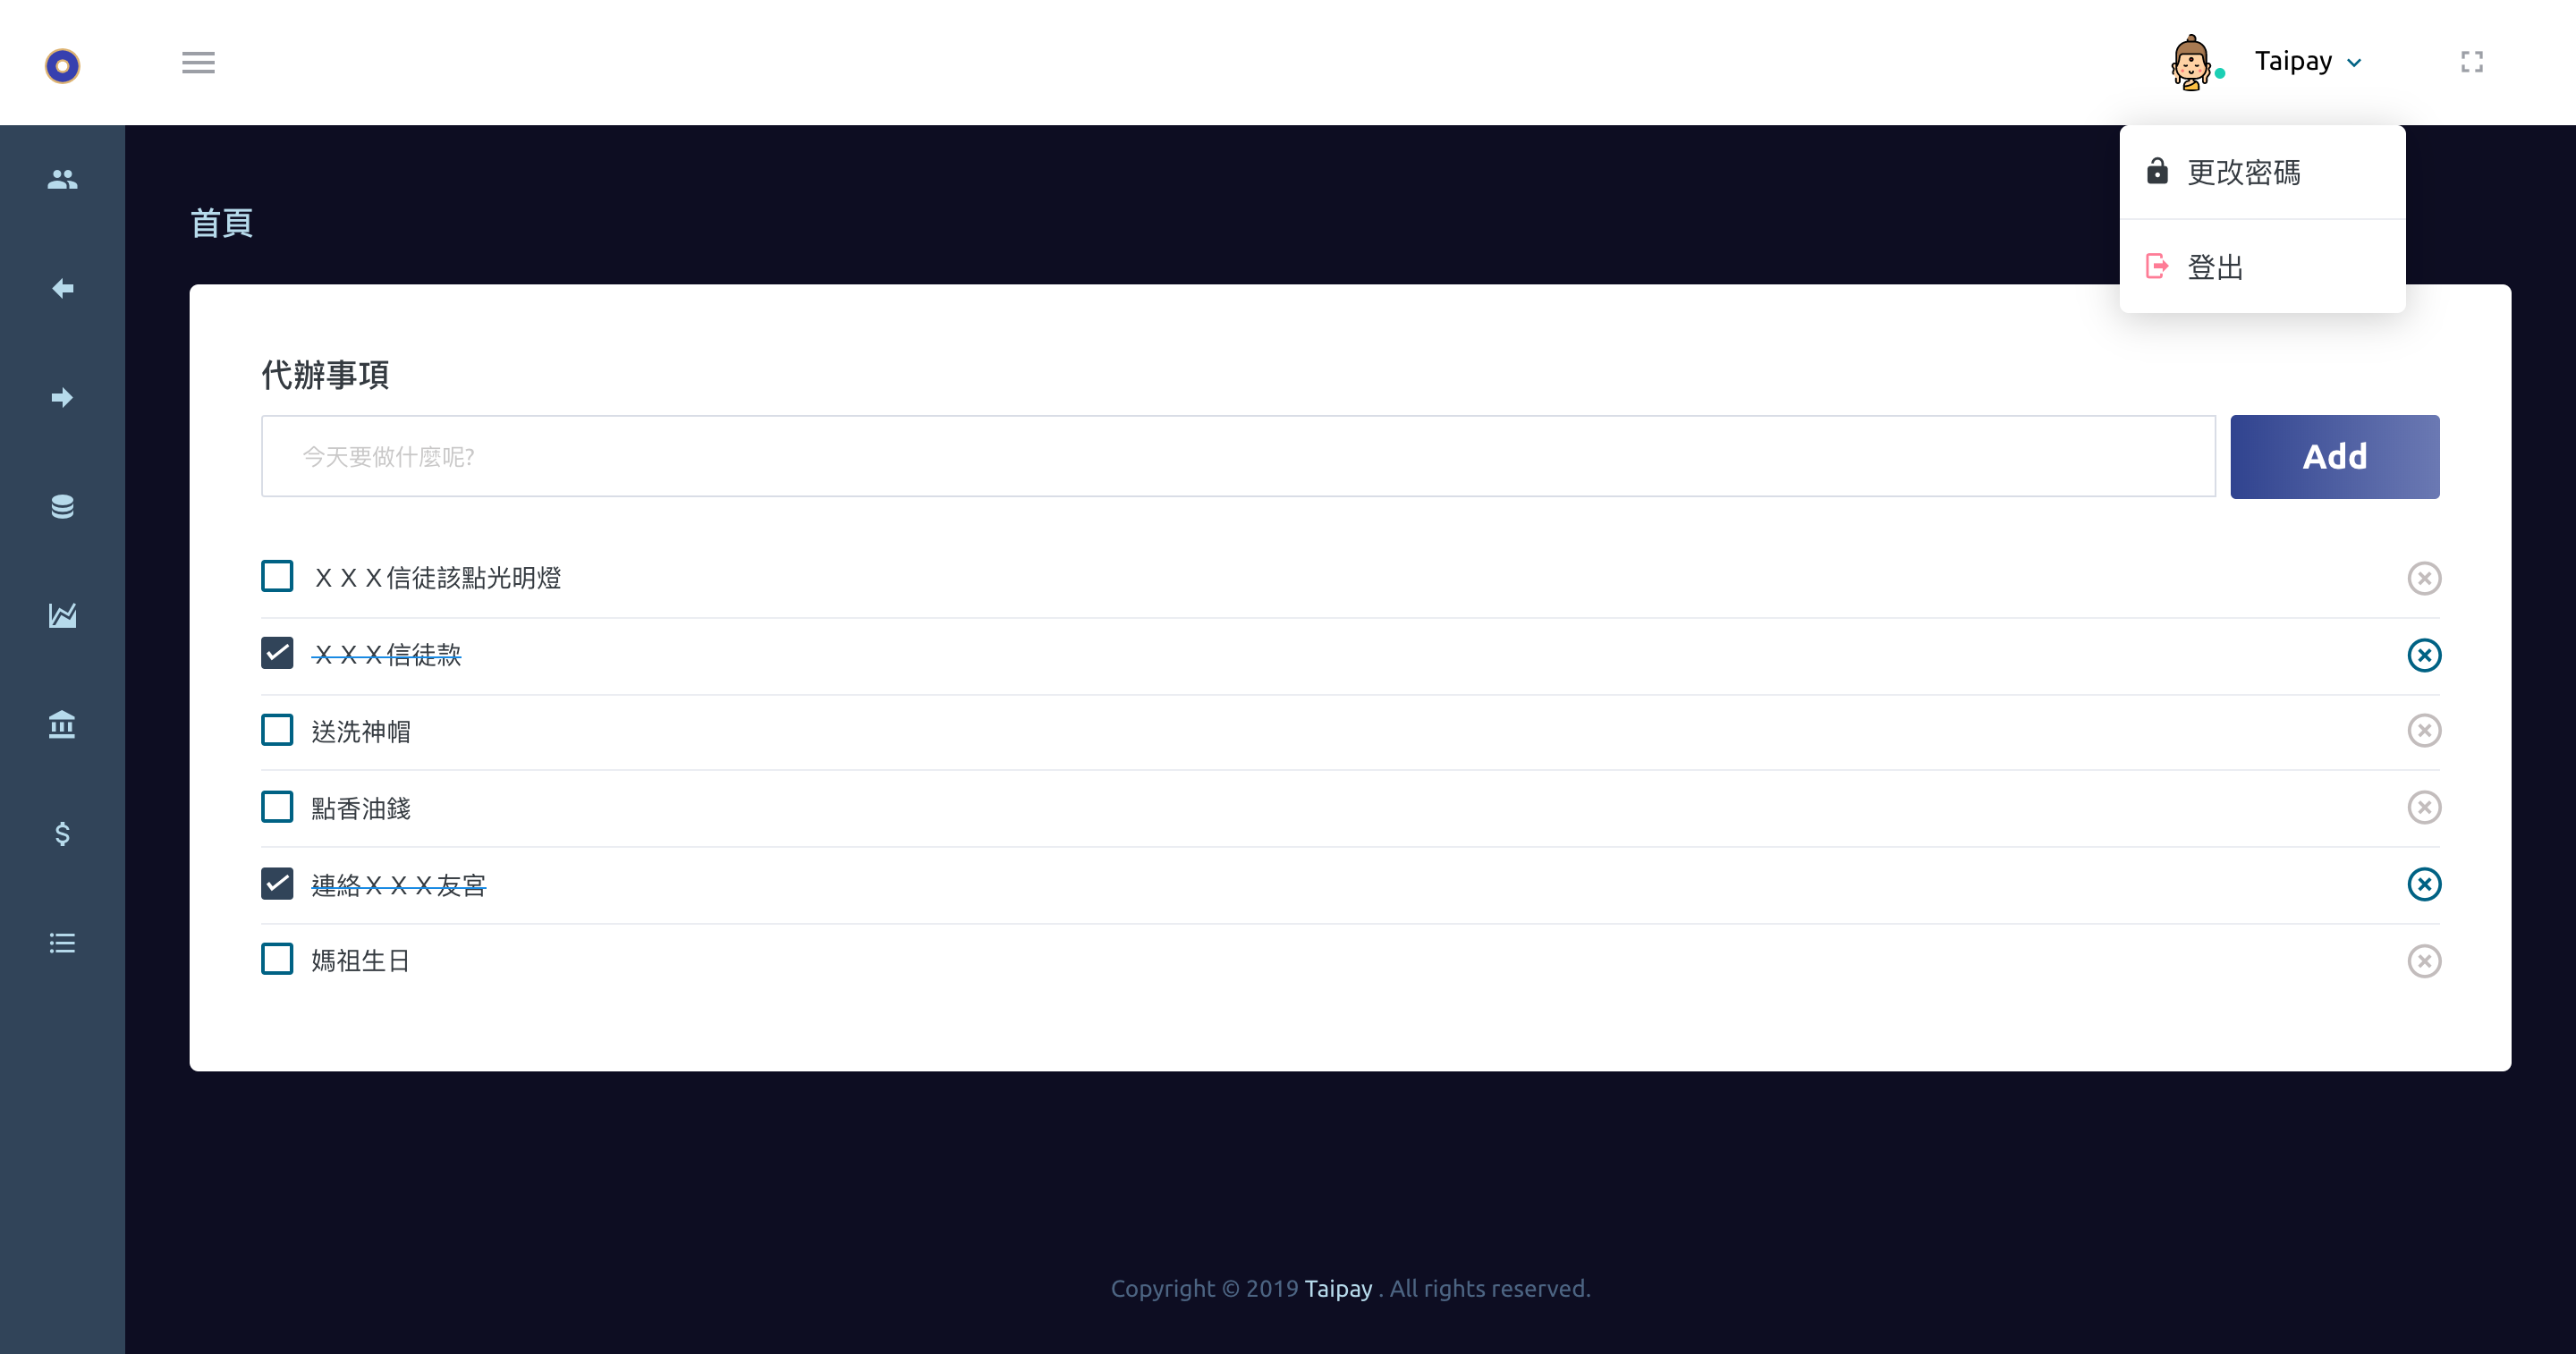 Taipay
更改密碼
登出
首頁
代辦事項
今天要做什麼呢?
Add
ＸＸＸ信徒該點光明燈
ＸＸＸ信徒款
送洗神帽
點香油錢
連絡ＸＸＸ友宮
媽祖生日
Copyright © 2019 Taipay . All rights reserved.